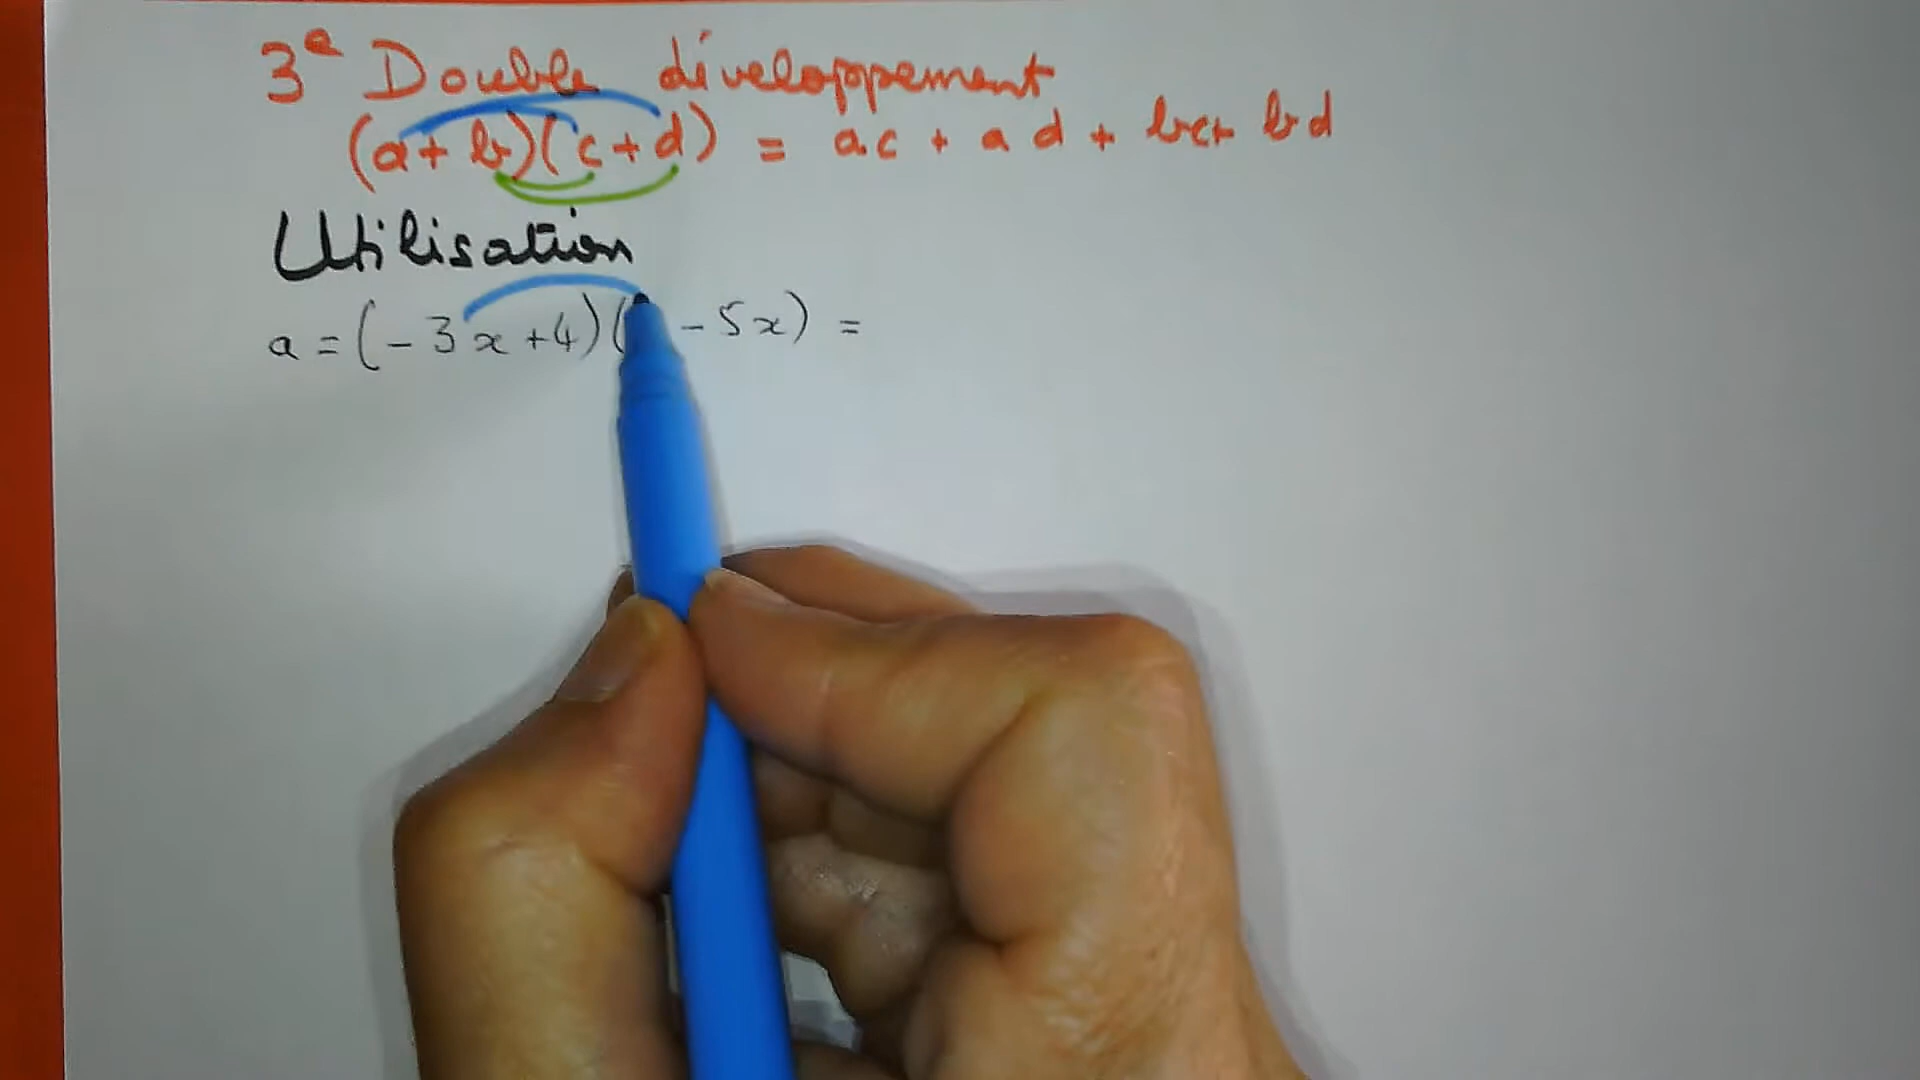 3e Double développement
(a+b)(c+d) = ac + ad + bc+ bd
Utilisation
a = (-3x+4)( -5x) =